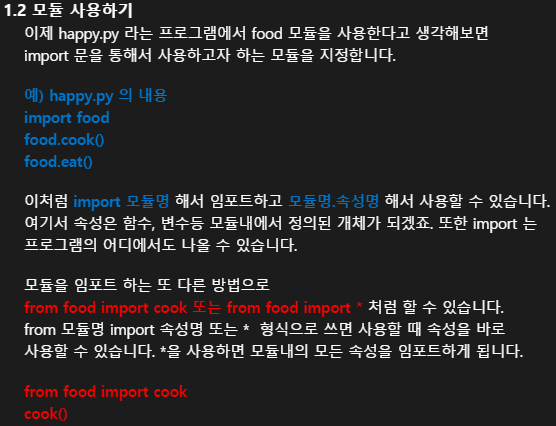 1.2 모듈 사용하기
이제 happy.py 라는 프로그램에서 food 모듈을 사용한다고 생각해보면
import 문을 통해서 사용하고자 하는 모듈을 지정합니다.
예) happy.py 의 내용
import food
food.cook()
food.eat()
이처럼 import 모듈명 해서 임포트하고 모듈명.속성명 해서 사용할 수 있습니다.
여기서 속성은 함수, 변수등 모듈내에서 정의된 개체가 되겠죠. 또한 import 는
프로그램의 어디에서도 나올 수 있습니다.
모듈을 임포트 하는 또 다른 방법으로
from food import cook 또는 from food import * 처럼 할 수 있습니다.
from 모듈명 import 속성명 또는 * 형식으로 쓰면 사용할 때 속성을 바로
사용할 수 있습니다. *을 사용하면 모듈내의 모든 속성을 임포트하게 됩니다.
from food import cook
cook()